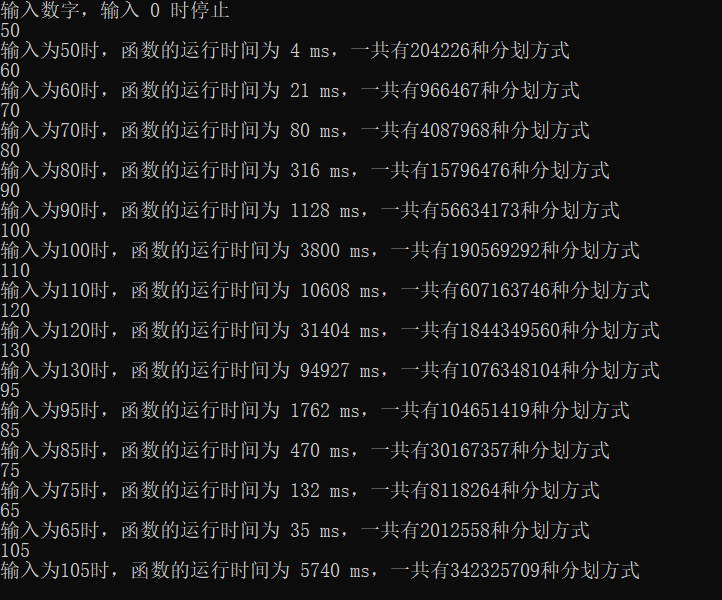 输入数字，输入 0 时停止
50
输入为50时，函数的运行时间为 4 ms，一共有204226种分划方式
60
输入为60时，函数的运行时间为 21 ms，一共有966467种分划方式
70
输入为70时，函数的运行时间为 80 ms，一共有4087968种分划方式
80
输入为80时，函数的运行时间为 316 ms，一共有15796476种分划方式
90
输入为90时，函数的运行时间为 1128 ms，一共有56634173种分划方式
100
输入为100时，函数的运行时间为 3800 ms，一共有190569292种分划方式
110
输入为110时，函数的运行时间为 10608 ms，一共有607163746种分划方式
120
输入为120时，函数的运行时间为 31404 ms，一共有1844349560种分划方式
130
输入为130时，函数的运行时间为 94927 ms，一共有1076348104种分划方式
95
输入为95时，函数的运行时间为 1762 ms，一共有104651419种分划方式
85
输入为85时，函数的运行时间为 470 ms，一共有30167357种分划方式
75
输入为75时，函数的运行时间为 132 ms，一共有8118264种分划方式
65
输入为65时，函数的运行时间为 35 ms，一共有2012558种分划方式
105
输入为105时，函数的运行时间为 5740 ms，一共有342325709种分划方式